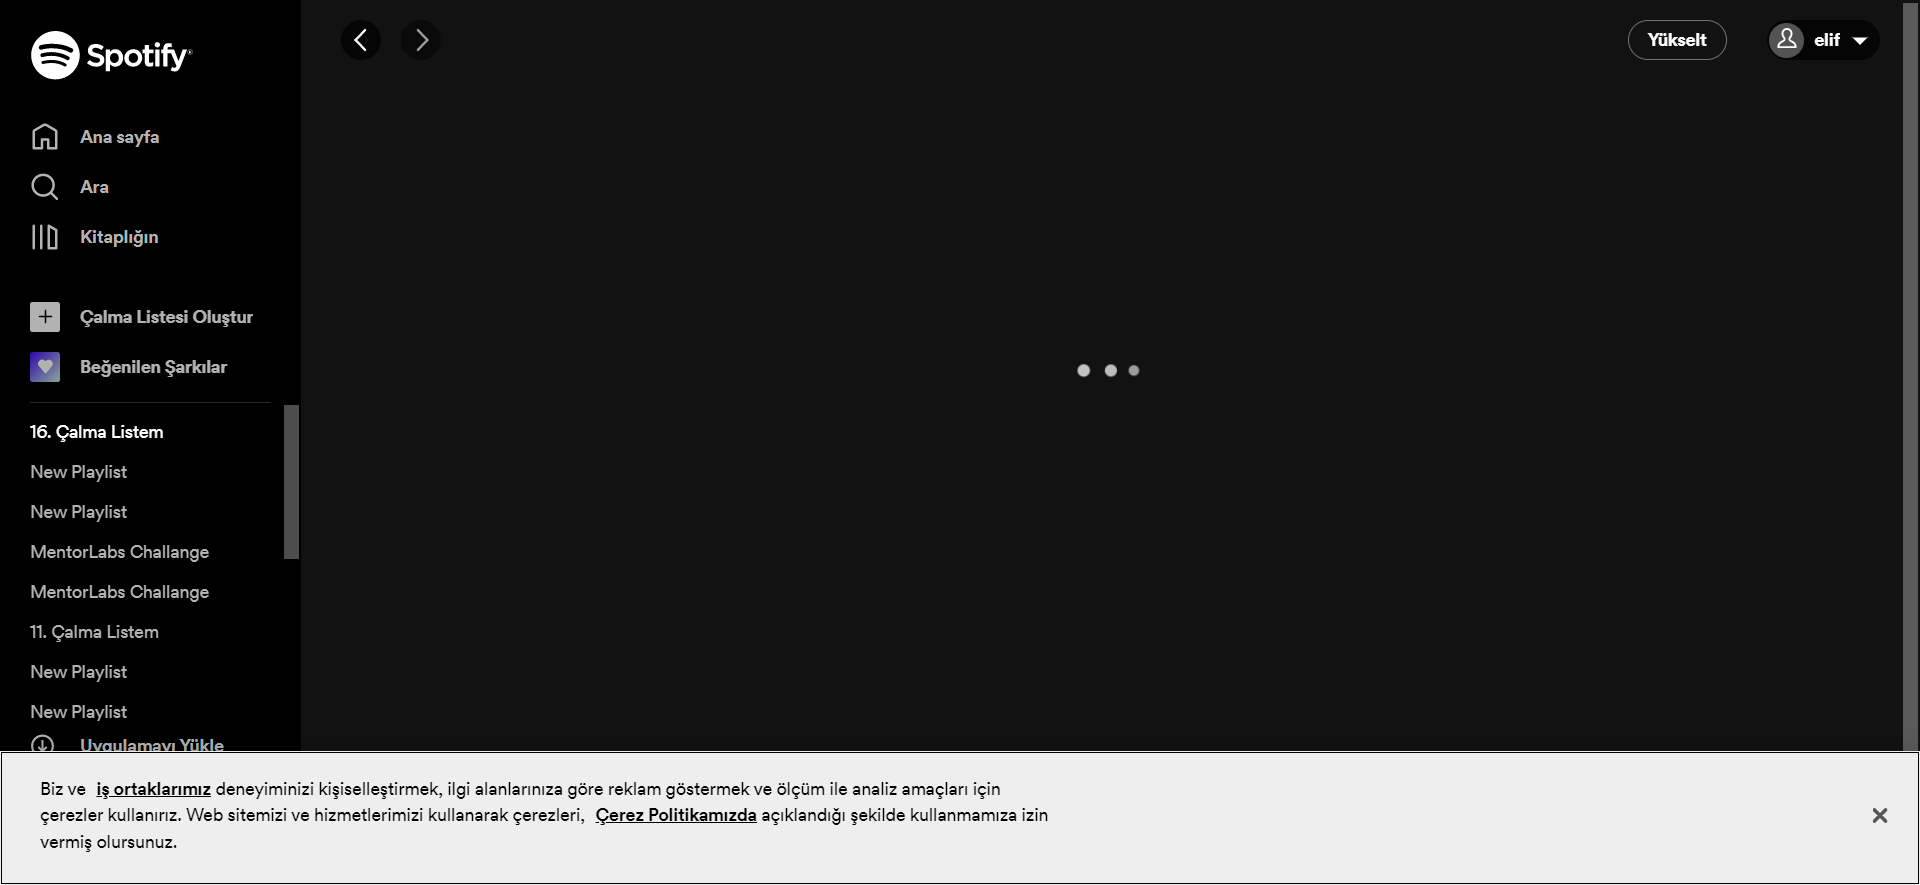 Spotify
Yükselt
elif
Ana sayfa
Ara
Kitaplığın
Çalma Listesi Oluştur
Beğenilen Şarkılar
16. Çalma Listem
New Playlist
New Playlist
MentorLabs Challange
MentorLabs Challange
11. Çalma Listem
New Playlist
New Playlist
Uygulamayı Yükle
Biz ve iş ortaklarımız deneyiminizi kişiselleştirmek, ilgi alanlarınıza göre reklam göstermek ve ölçüm ile analiz amaçları için
çerezler kullanırız. Web sitemizi ve hizmetlerimizi kullanarak çerezleri, Çerez Politikamızda açıklandığı şekilde kullanmamıza izin
vermiş olursunuz.